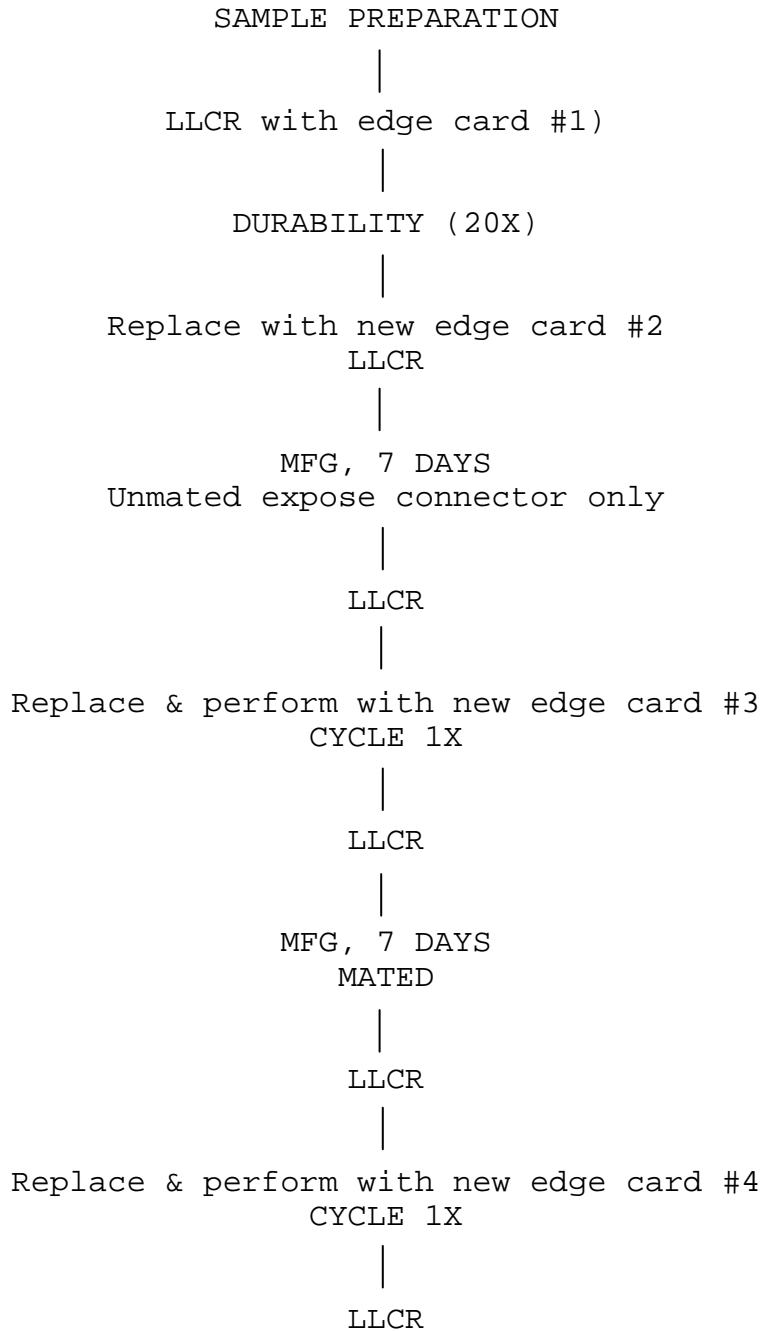 SAMPLE PREPARATION
LLCR with edge card #1)
DURABILITY (20X)
Replace with new edge card #2
LLCR
MFG, 7 DAYS
Unmated expose connector only
LLCR
Replace & perform with new edge card #3
CYCLE 1X
LLCR
MFG, 7 DAYS
MATED
LLCR
Replace & perform with new edge card #4
CYCLE 1X
LLCR